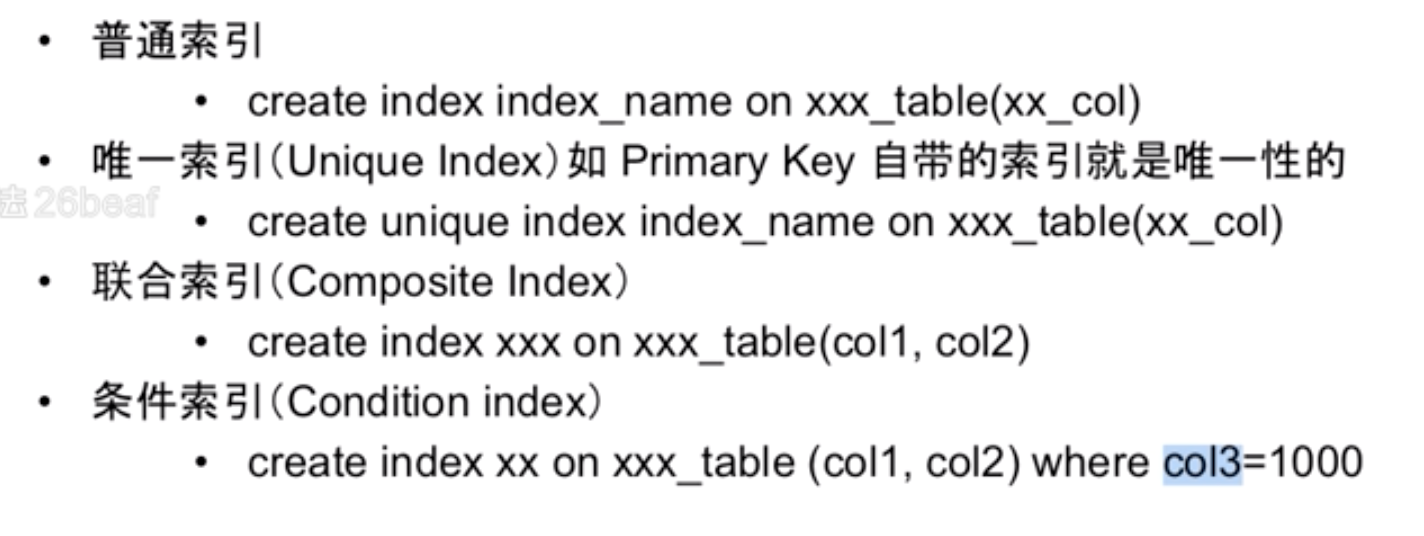 • 普通索引
• create index index_name on xxx_table(xx_col)
• 唯一索引(Unique Index)如 Primary Key 自带的索引就是唯一性的
法 26beaf
• create unique index index_name on xxx_table(xx_col)
• 联合索引(Composite Index)
• create index xxx on xxx_table(col1, col2)
• 条件索引(Condition index)
• create index xx on xxx_table (col1, col2) where col3=1000